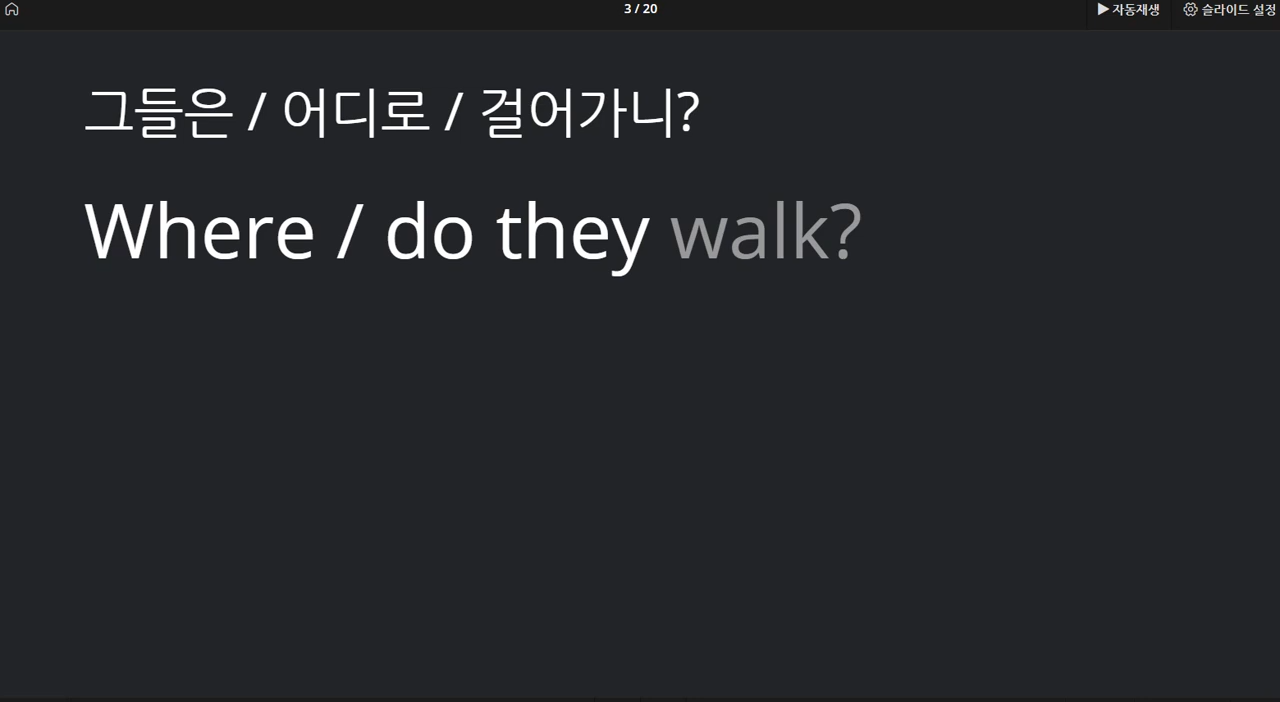 3 / 20
▶ 자동재생
슬라이드 설정
그들은 / 어디로 / 걸어가니?
Where / do they walk?